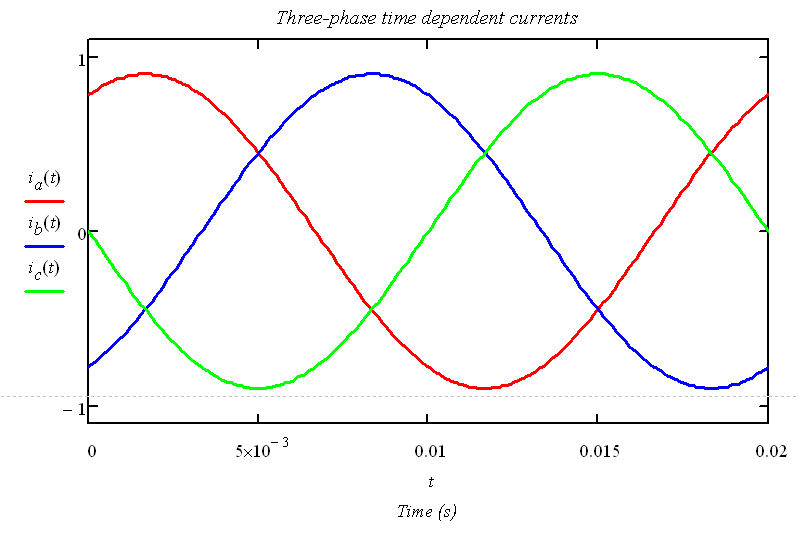 Three-phase time dependent currents
1
i_a(t)
i_b(t)
0
i_c(t)
−1
0 5×10⁻³ 0.01 0.015 0.02
t
Time (s)